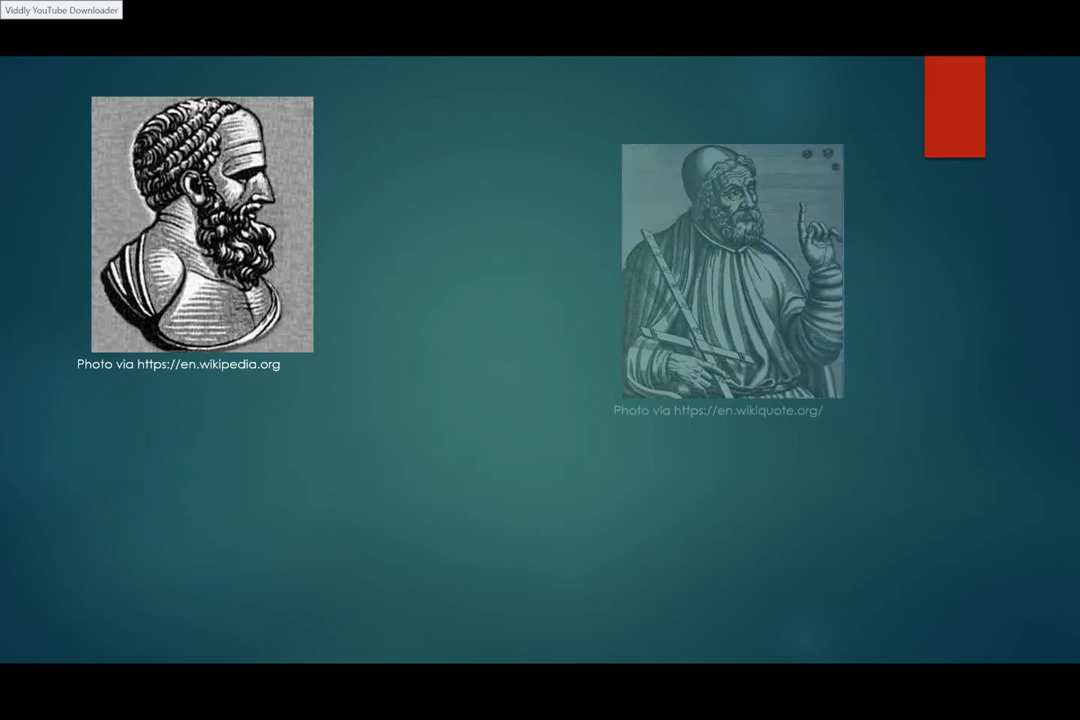 Viddly YouTube Downloader
Photo via https://en.wikipedia.org
Photo via https://en.wikiquote.org/